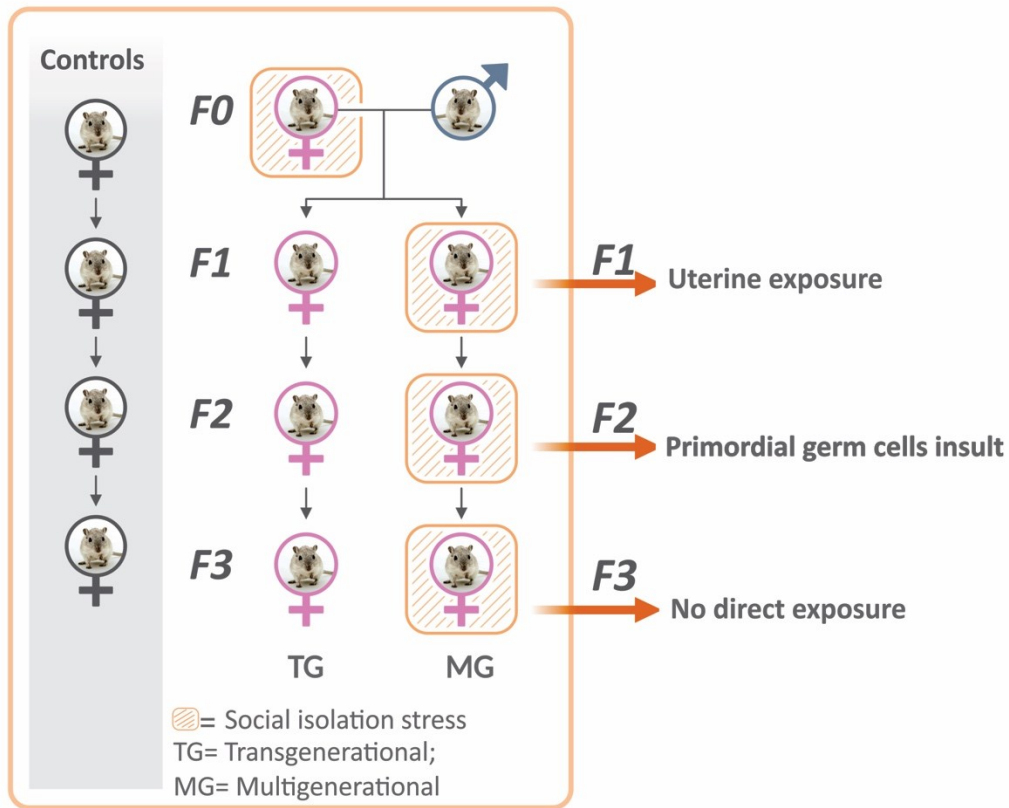 Controls
F0
F1
F1
Uterine exposure
F2
F2
Primordial germ cells insult
F3
F3
No direct exposure
TG
MG
= Social isolation stress
TG= Transgenerational;
MG= Multigenerational